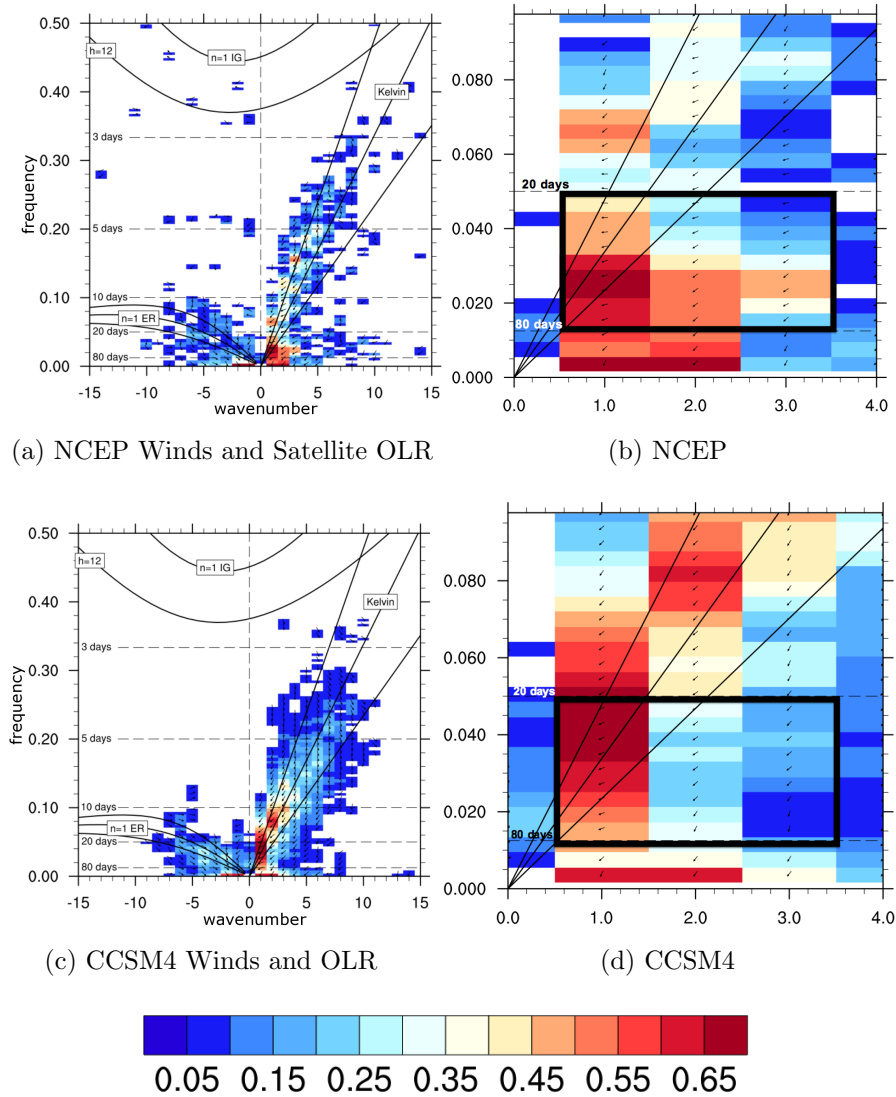 0.50
h=12
n=1 IG
Kelvin
0.40
3 days
0.30
frequency
5 days
0.20
10 days
0.10
n=1 ER
20 days
80 days
0.00
-15 -10 -5 0 5 10 15
wavenumber
(a) NCEP Winds and Satellite OLR
0.080
0.060
20 days
0.040
0.020
80 days
0.000
0.0 1.0 2.0 3.0 4.0
(b) NCEP
0.50
h=12
n=1 IG
Kelvin
0.40
3 days
0.30
frequency
5 days
0.20
10 days
0.10
n=1 ER
20 days
80 days
0.00
-15 -10 -5 0 5 10 15
wavenumber
(c) CCSM4 Winds and OLR
0.080
0.060
20 days
0.040
0.020
80 days
0.000
0.0 1.0 2.0 3.0 4.0
(d) CCSM4
0.05 0.15 0.25 0.35 0.45 0.55 0.65